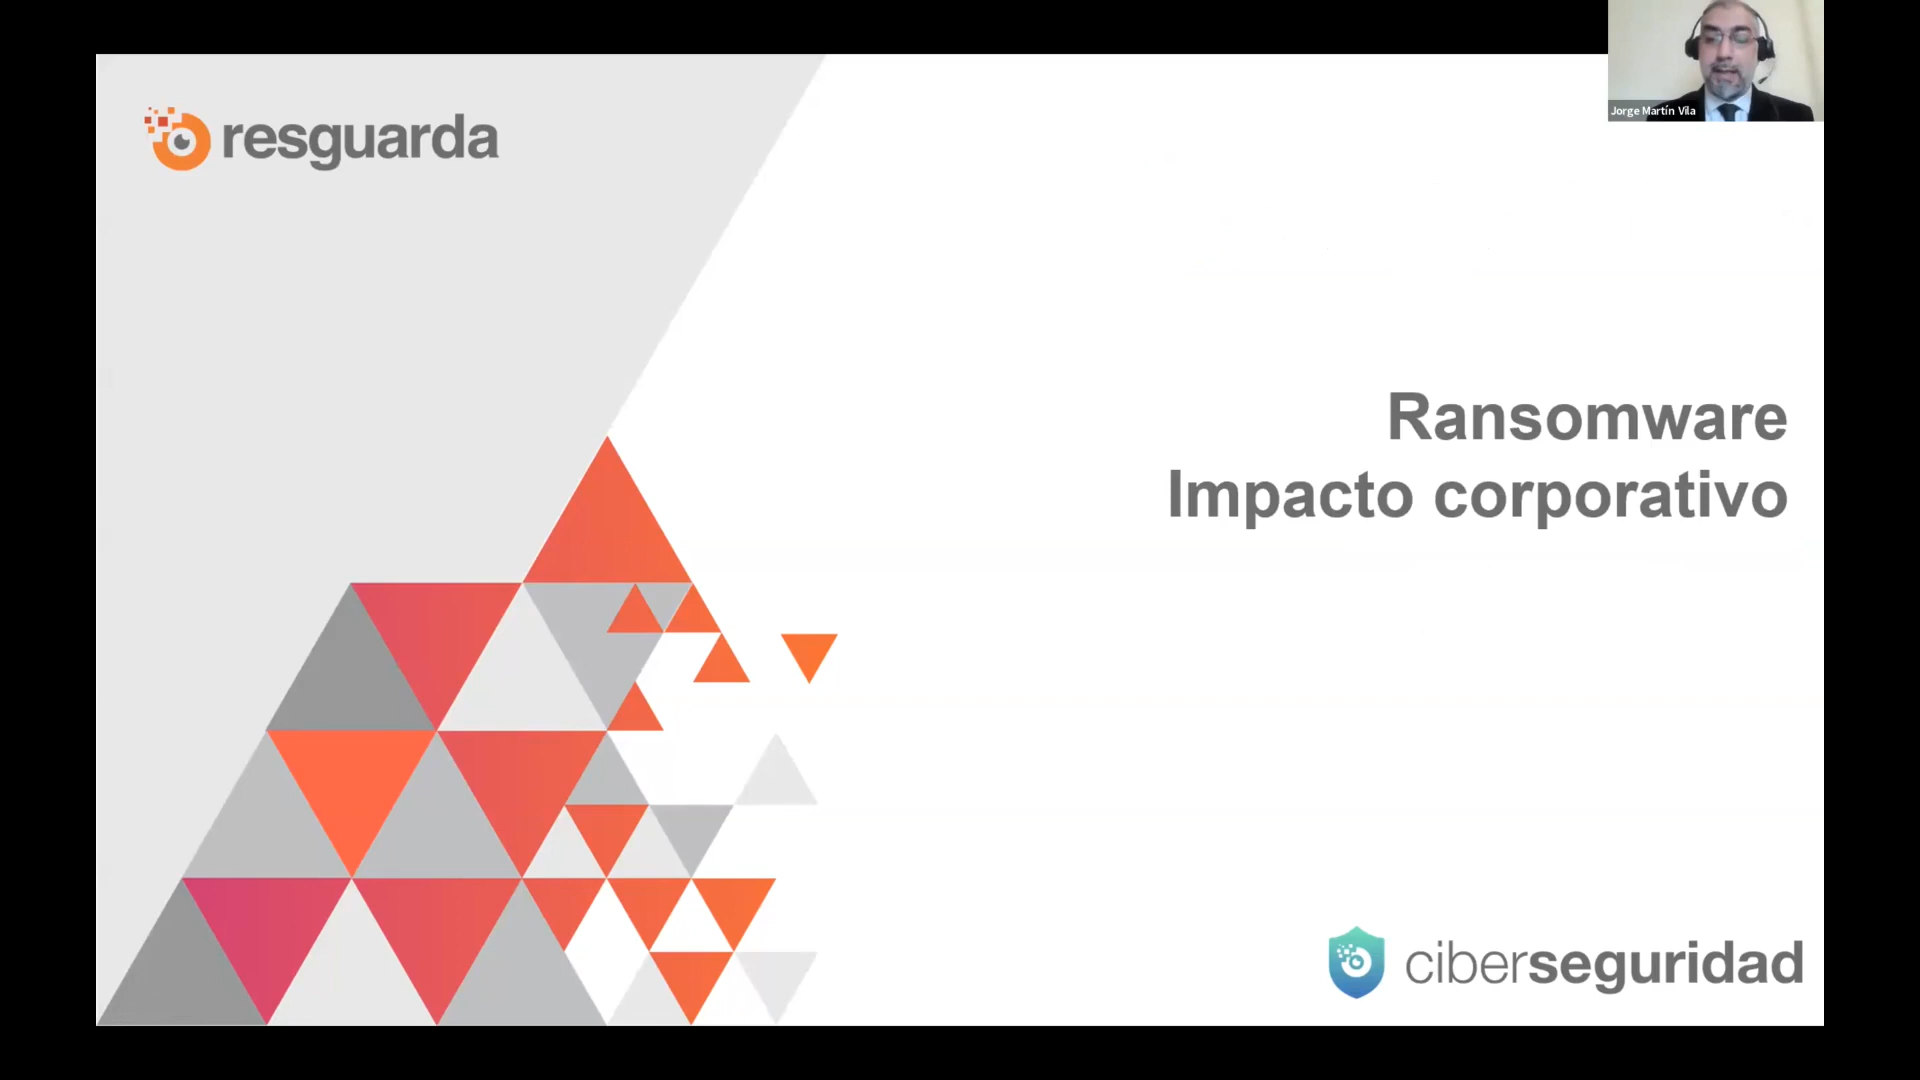 resguarda
Jorge Martín Vila
Ransomware
Impacto corporativo
ciberseguridad